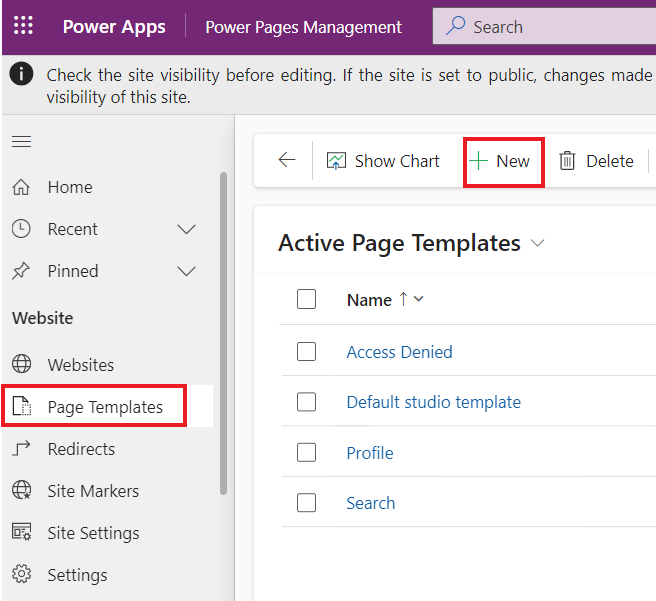 Power Apps
Power Pages Management
Search
Check the site visibility before editing. If the site is set to public, changes made
visibility of this site.
Home
Recent
Pinned
Website
Websites
Page Templates
Redirects
Site Markers
Site Settings
Settings
Show Chart
New
Delete
Active Page Templates
Name
Access Denied
Default studio template
Profile
Search